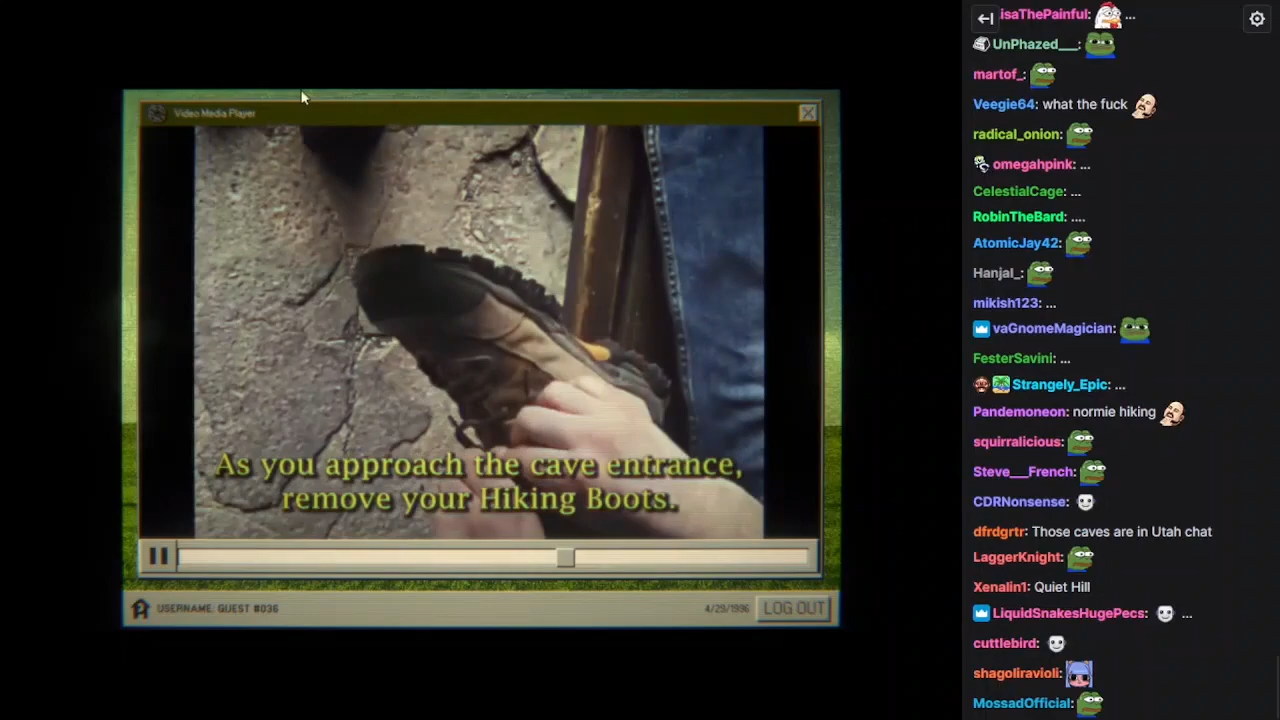 Video Media Player
As you approach the cave entrance,
remove your Hiking Boots.
USERNAME: GUEST #036
4/29/1996
LOG OUT
isaThePainful: ...
UnPhazed___:
martof_:
Veegie64: what the fuck
radical_onion:
omegahpink: ...
CelestialCage: ...
RobinTheBard: ....
AtomicJay42:
Hanjal_:
mikish123: ...
vaGnomeMagician:
FesterSavini: ...
Strangely_Epic: ...
Pandemoneon: normie hiking
squirralicious:
Steve___French:
CDRNonsense:
dfrdgrtr: Those caves are in Utah chat
LaggerKnight:
Xenalin1: Quiet Hill
LiquidSnakesHugePecs: ...
cuttlebird:
shagoliravioli:
MossadOfficial: